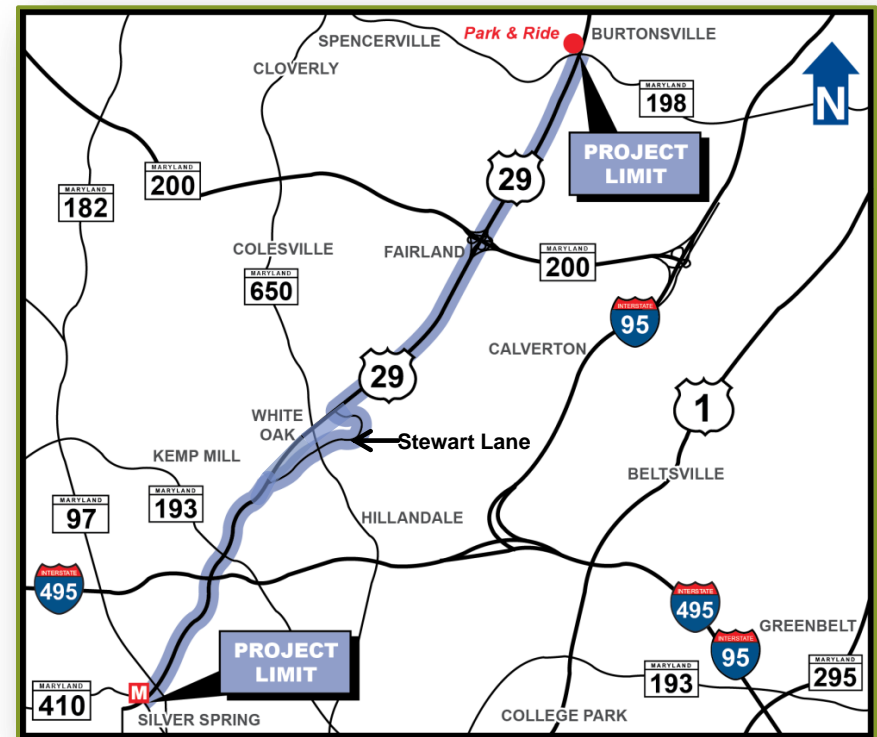 Park & Ride
BURTONSVILLE
SPENCERVILLE
CLOVERLY
MARYLAND
198
N
PROJECT
LIMIT
29
MARYLAND
200
MARYLAND
182
COLESVILLE
FAIRLAND
MARYLAND
200
MARYLAND
650
INTERSTATE
95
CALVERTON
29
1
WHITE
OAK
Stewart Lane
KEMP MILL
BELTSVILLE
MARYLAND
97
MARYLAND
193
HILLANDALE
INTERSTATE
495
INTERSTATE
495
GREENBELT
INTERSTATE
95
PROJECT
LIMIT
MARYLAND
193
MARYLAND
295
M
MARYLAND
410
SILVER SPRING
COLLEGE PARK